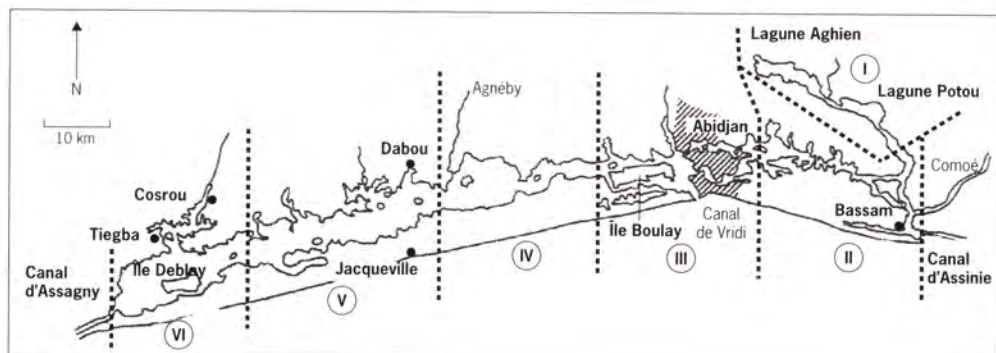 Lagune Aghien
I
Lagune Potou
N
10 km
Agnéby
Abidjan
Dabou
Comoé
Cosrou
Bassam
Tiegba
Canal
de Vridi
Île Boulay
Île Deblay
Jacqueville
Canal
d'Assagny
Canal
d'Assinie
IV
III
II
V
VI